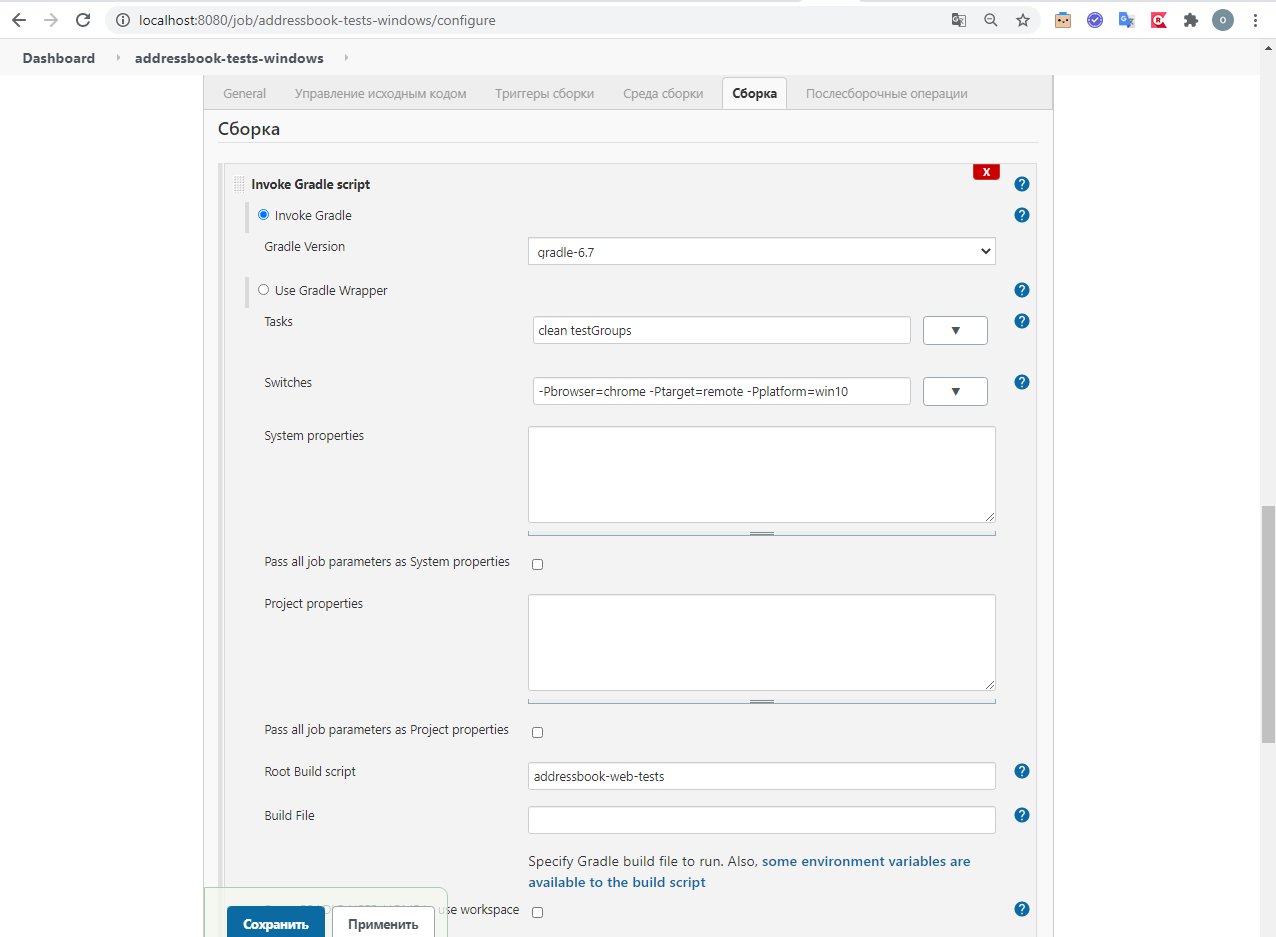 localhost:8080/job/addressbook-tests-windows/configure
Dashboard addressbook-tests-windows
General Управление исходным кодом Триггеры сборки Среда сборки Сборка Послесборочные операции
Сборка
X
Invoke Gradle script
Invoke Gradle
Gradle Version gradle-6.7
Use Gradle Wrapper
Tasks clean testGroups
Switches -Pbrowser=chrome -Ptarget=remote -Pplatform=win10
System properties
Pass all job parameters as System properties
Project properties
Pass all job parameters as Project properties
Root Build script addressbook-web-tests
Build File
Specify Gradle build file to run. Also, some environment variables are
available to the build script
use workspace
Сохранить Применить